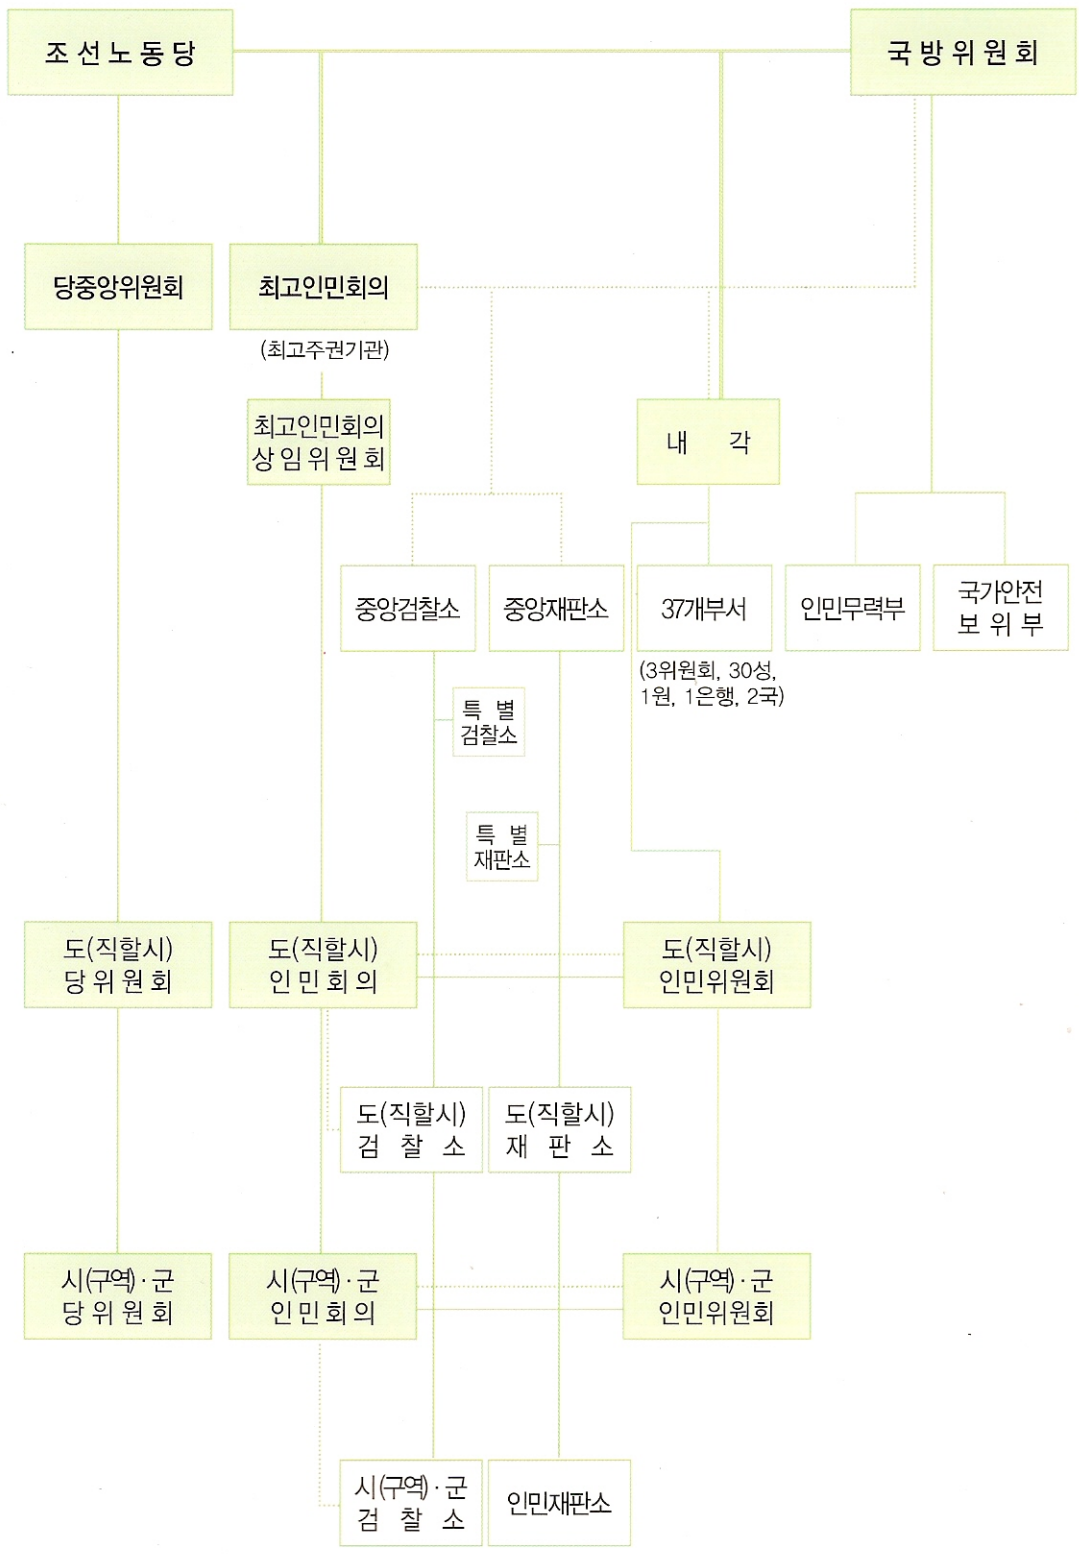 조선노동당
국방위원회
당중앙위원회
최고인민회의
(최고주권기관)
최고인민회의
상임위원회
내 각
중앙검찰소
중앙재판소
37개부서
(3위원회, 30성,
1원, 1은행, 2국)
인민무력부
국가안전
보위부
특별
검찰소
특별
재판소
도(직할시)
당위원회
도(직할시)
인민회의
도(직할시)
인민위원회
도(직할시)
검찰소
도(직할시)
재판소
시(구역)·군
당위원회
시(구역)·군
인민회의
시(구역)·군
인민위원회
시(구역)·군
검찰소
인민재판소